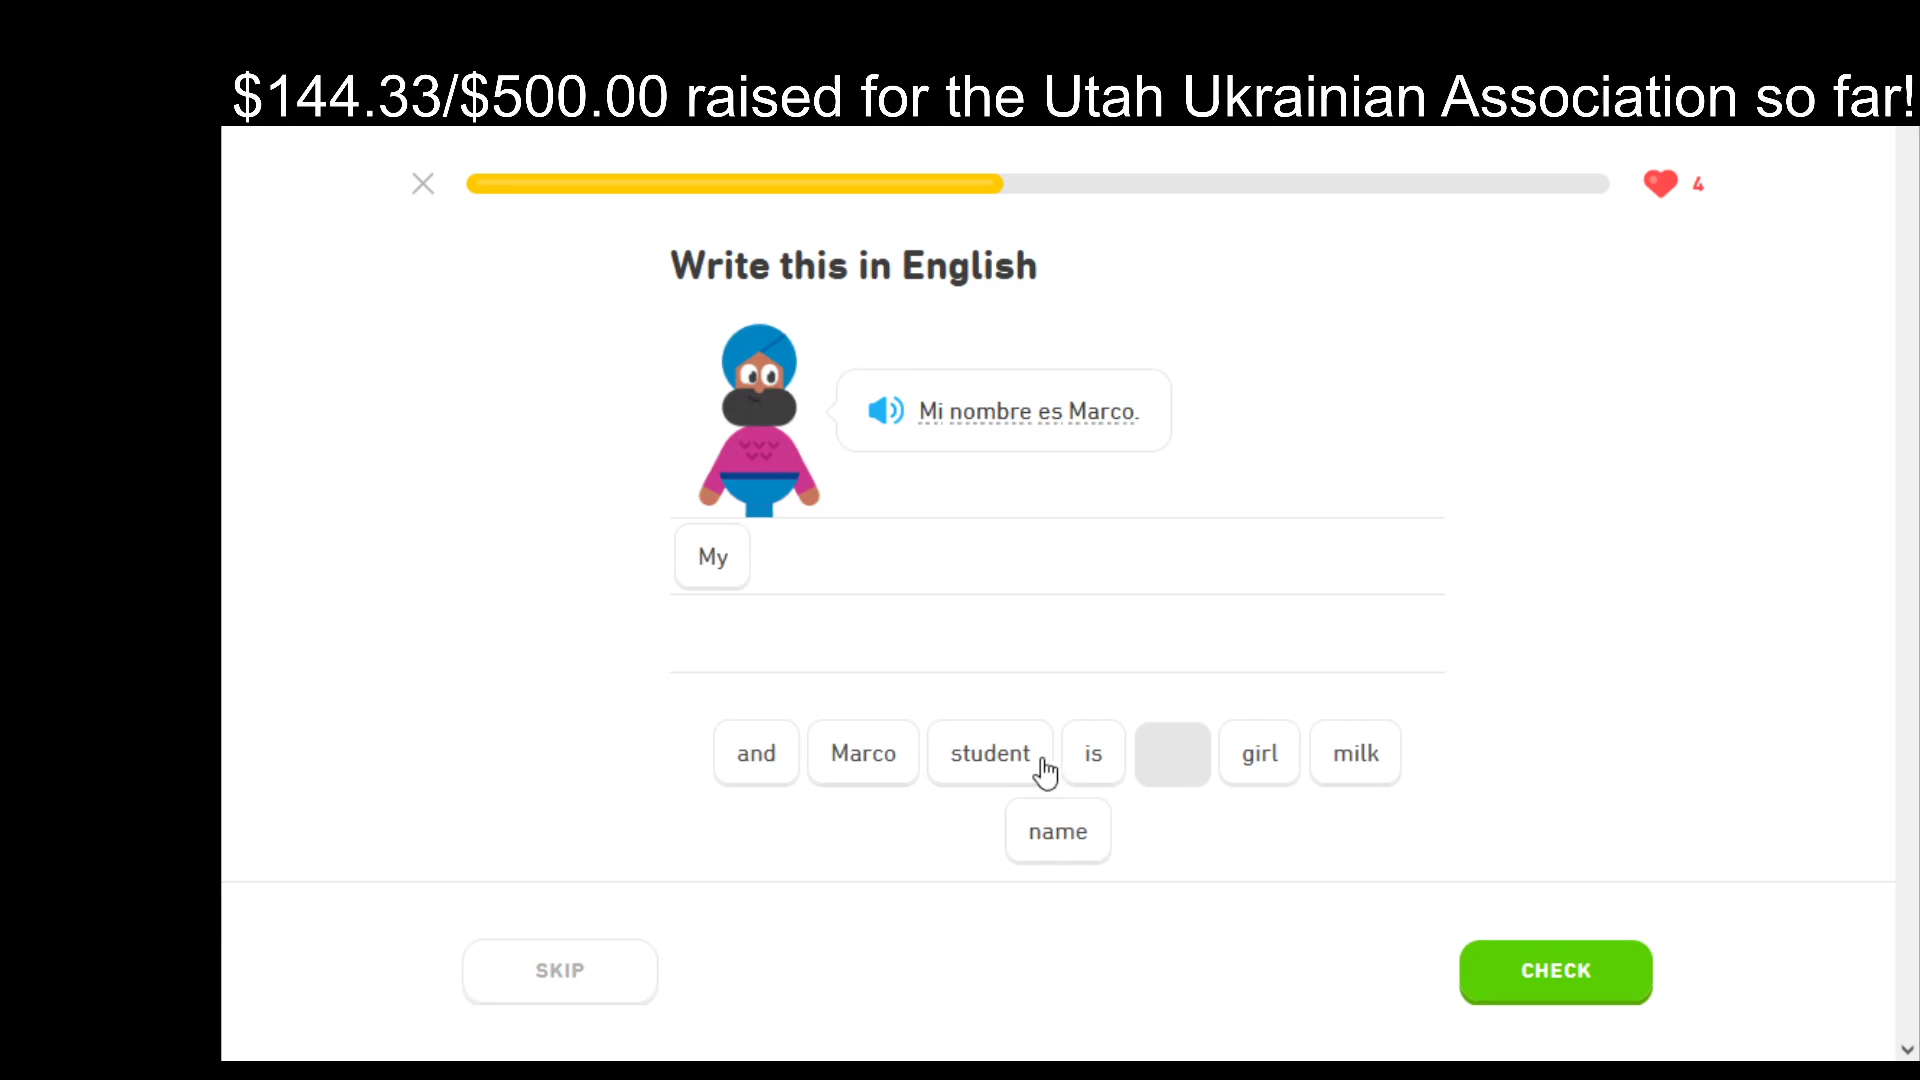 $144.33/$500.00 raised for the Utah Ukrainian Association so far!
4
Write this in English
Mi nombre es Marco.
My
and Marco student is girl milk
name
SKIP CHECK